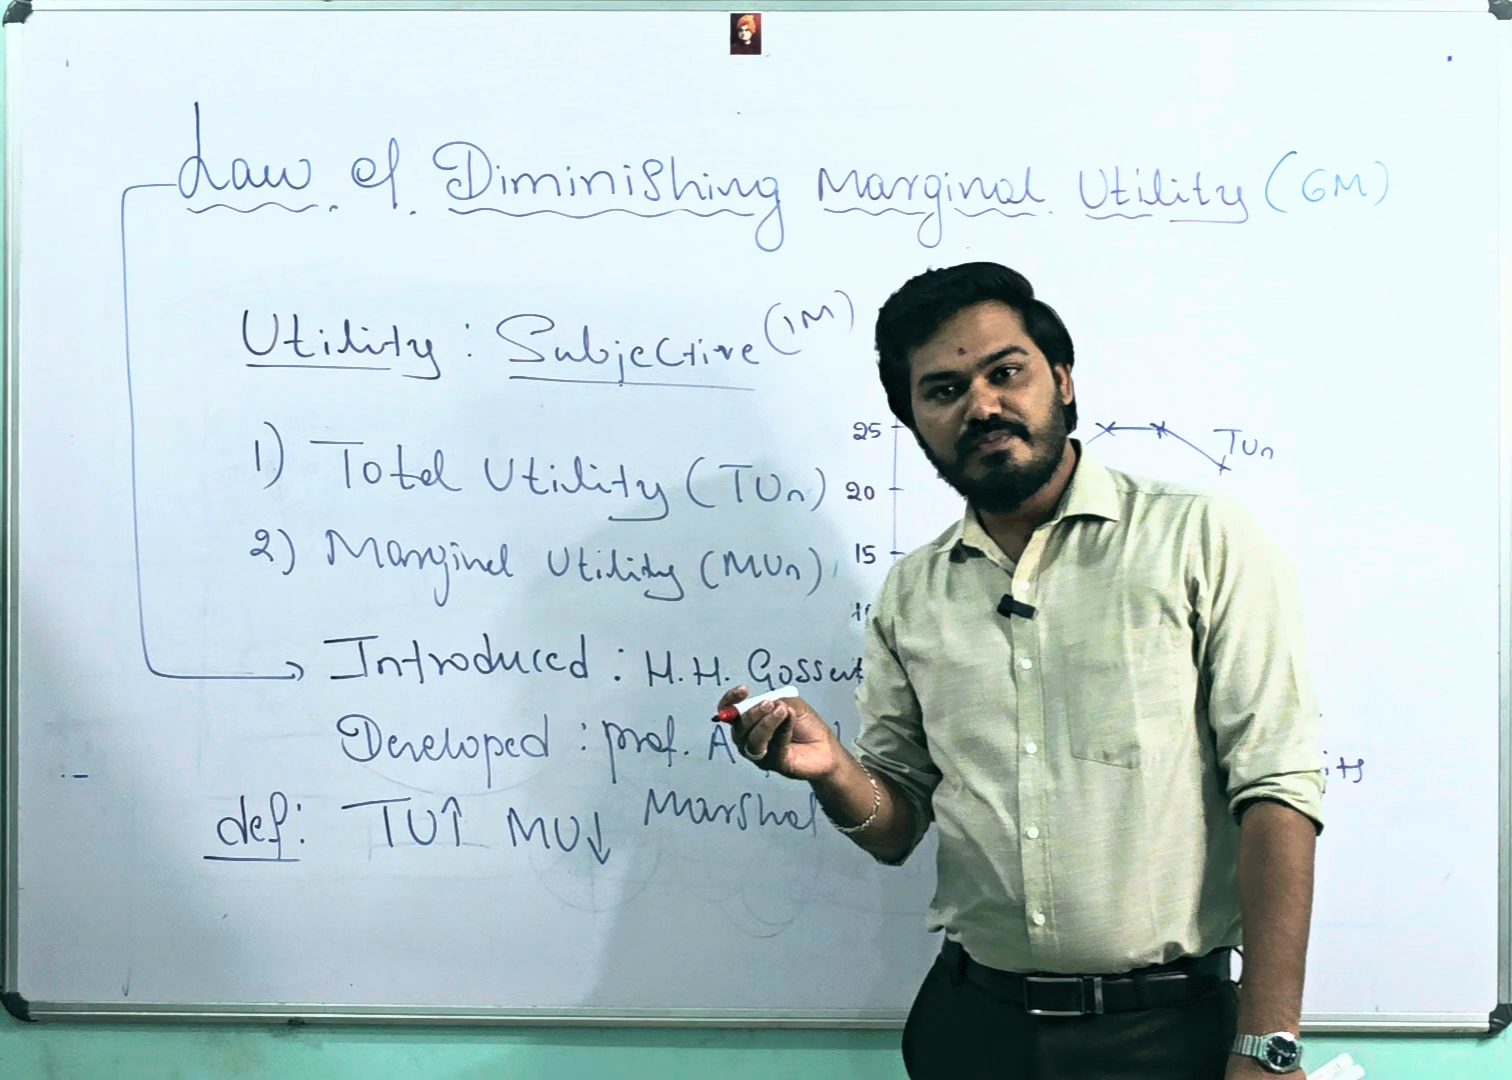 Law of Diminishing Marginal Utility (6M)
Utility : Subjective (1M)
1) Total Utility (TUn)
2) Marginal Utility (MUn)
Introduced : H.H. Gossen
Developed : prof. A
Marshal
def: TU↑ MU↓
25
20
15
TUn
its